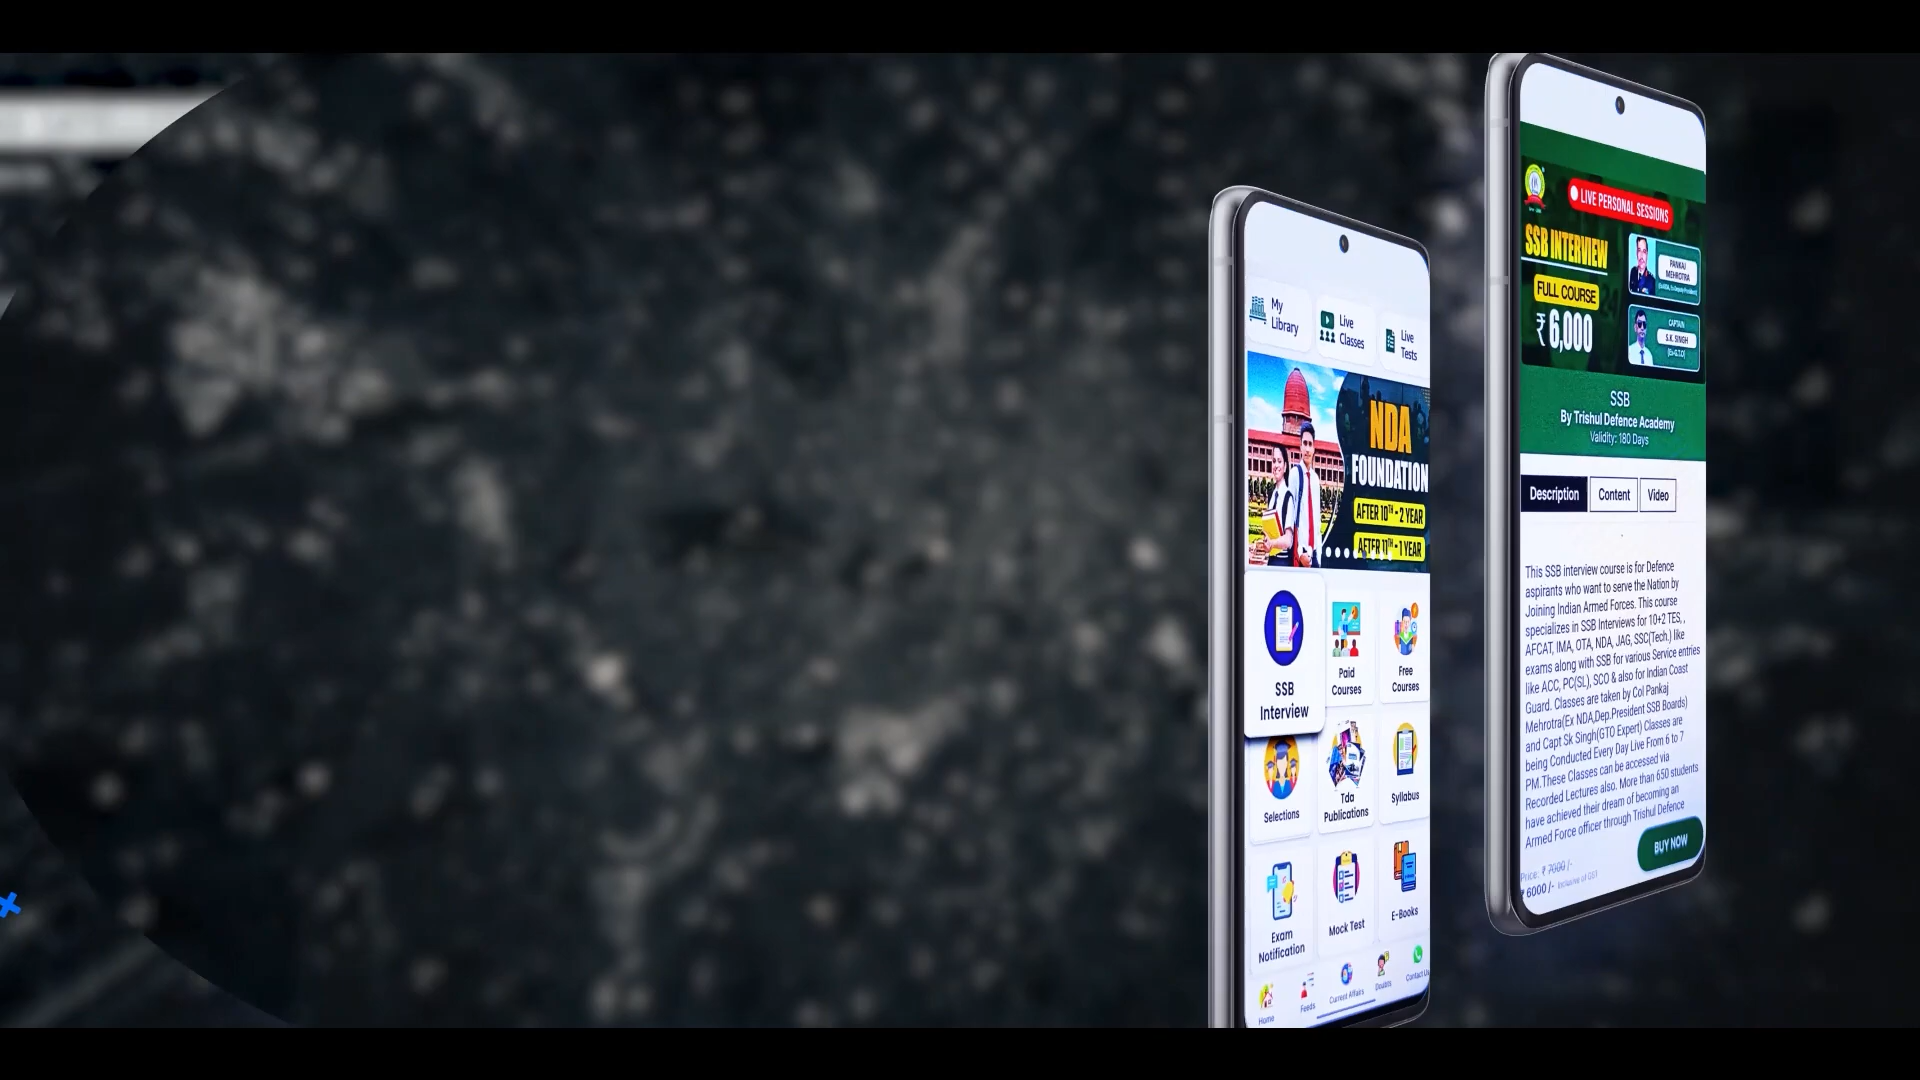 My
Library
Live
Classes
Live
Tests
NDA
FOUNDATION
AFTER 10TH - 2 YEAR
AFTER 11TH - 1 YEAR
SSB
Interview
Paid
Courses
Free
Courses
Selections
Tda
Publications
Syllabus
Exam
Notification
Mock Test
E-Books
Home
Feeds
Current Affairs
Doubts
Contact Us
LIVE PERSONAL SESSIONS
SSB INTERVIEW
FULL COURSE
₹ 6,000
PANKAJ
MEHROTRA
CAPTAIN
S.K. SINGH
(Ex-G.T.O)
SSB
By Trishul Defence Academy
Validity: 180 Days
Description
Content
Video
This SSB interview course is for Defence
aspirants who want to serve the Nation by
Joining Indian Armed Forces. This course
specializes in SSB Interviews for 10+2 TES, ,
AFCAT, IMA, OTA, NDA, JAG, SSC(Tech.) like
exams along with SSB for various Service entries
like ACC, PC(SL), SCO & also for Indian Coast
Guard. Classes are taken by Col Pankaj
Mehrotra(Ex NDA,Dep.President SSB Boards)
and Capt Sk Singh(GTO Expert) Classes are
being Conducted Every Day Live From 6 to 7
PM.These Classes can be accessed via
Recorded Lectures also. More than 650 students
have achieved their dream of becoming an
Armed Force officer through Trishul Defence
BUY NOW
Price: ₹ 7000 /-
₹ 6000 /- Inclusive of GST